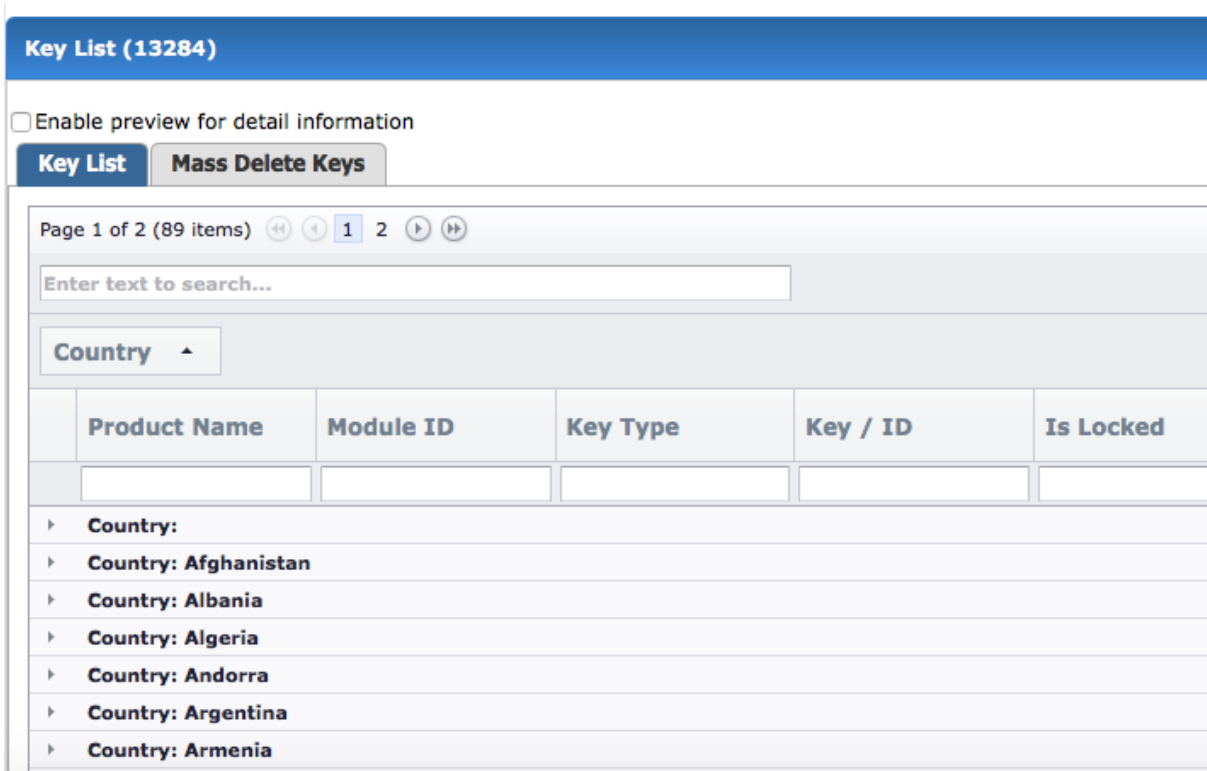 Key List (13284)
Enable preview for detail information
Key List Mass Delete Keys
Page 1 of 2 (89 items) 1 2
Enter text to search...
Country
Product Name Module ID Key Type Key / ID Is Locked
Country:
Country: Afghanistan
Country: Albania
Country: Algeria
Country: Andorra
Country: Argentina
Country: Armenia